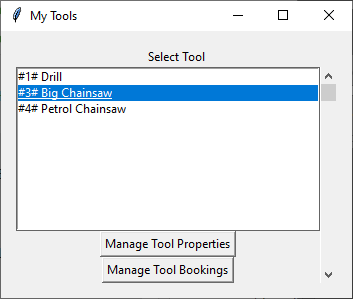 My Tools
Select Tool
#1# Drill
#3# Big Chainsaw
#4# Petrol Chainsaw
Manage Tool Properties
Manage Tool Bookings